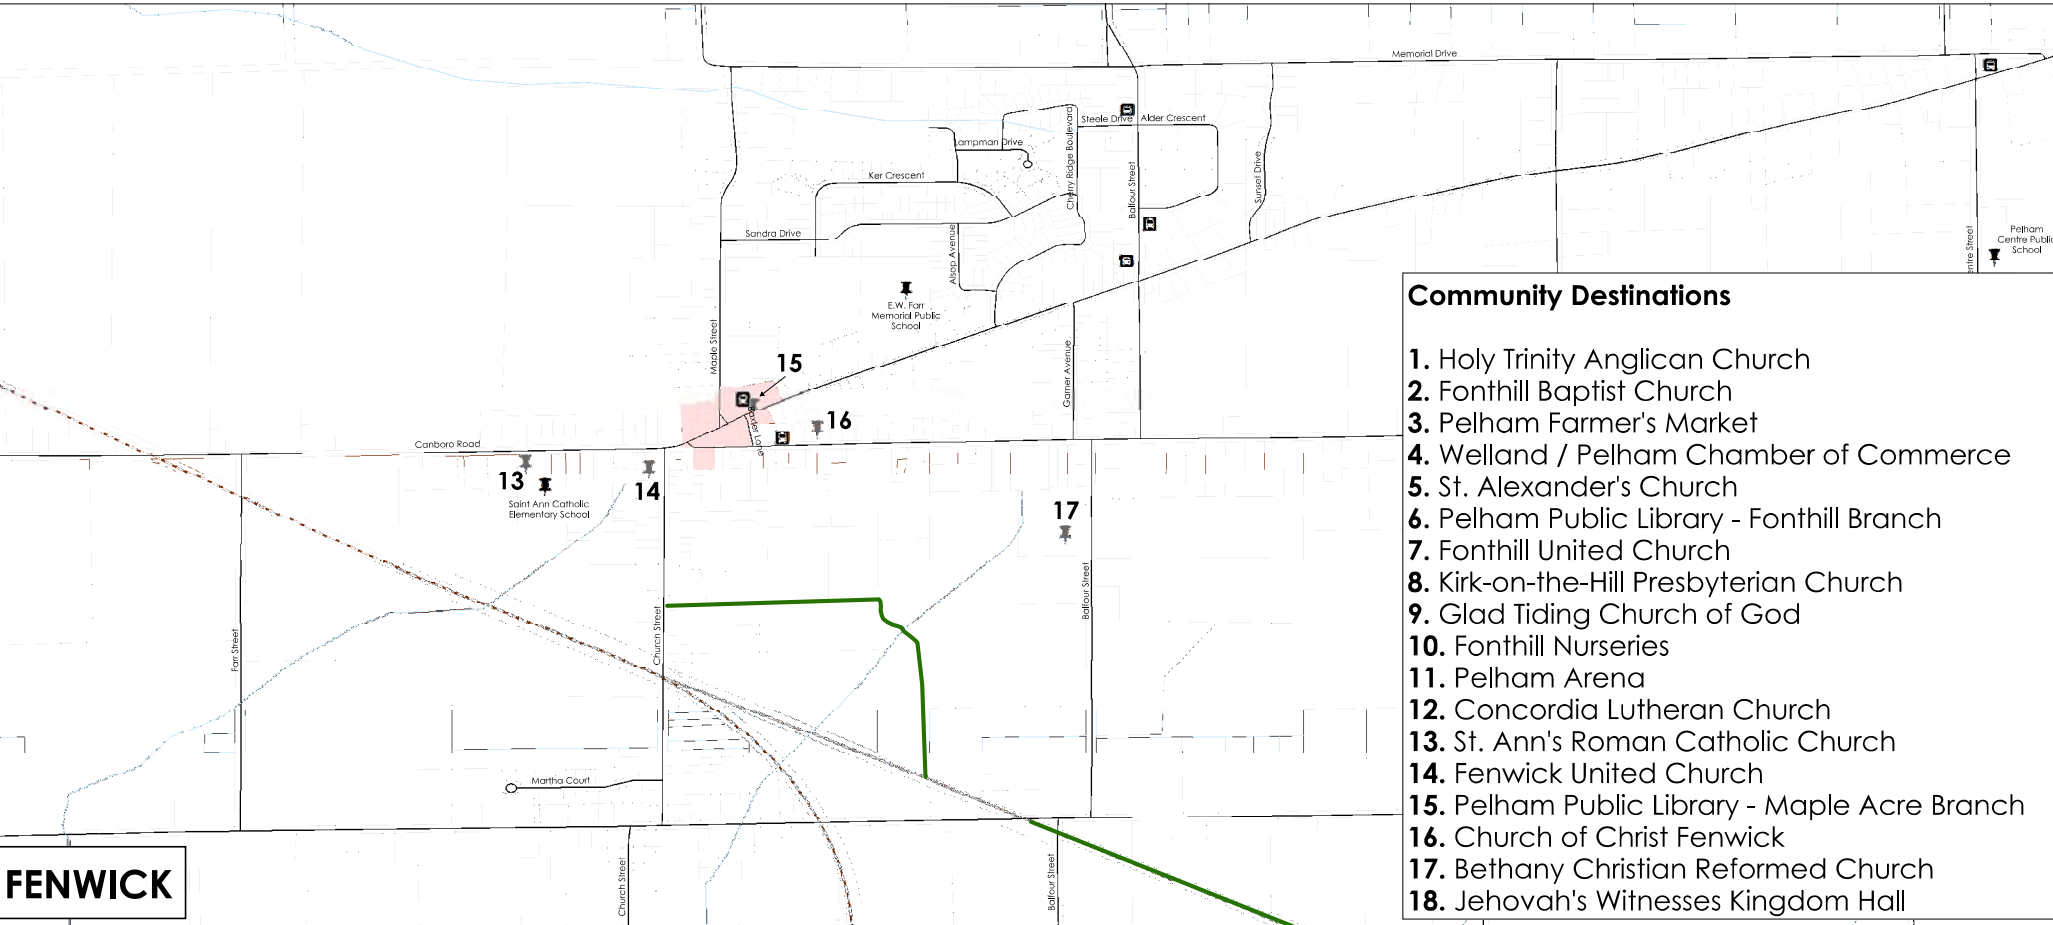 Memorial Drive
Steele Drive
Alder Crescent
Lampman Drive
Cherry Ridge Boulevard
Ker Crescent
Balfour Street
Sunset Drive
Sandra Drive
Alsop Avenue
Pelham
Centre Public
School
entre Street
E.W. Farr
Memorial Public
School
Maple Street
Garner Avenue
15
16
Baxter Lane
Canboro Road
13
Saint Ann Catholic
Elementary School
14
17
Balfour Street
Church Street
Farr Street
Martha Court
Church Street
Balfour Street
FENWICK
Community Destinations
1. Holy Trinity Anglican Church
2. Fonthill Baptist Church
3. Pelham Farmer's Market
4. Welland / Pelham Chamber of Commerce
5. St. Alexander's Church
6. Pelham Public Library - Fonthill Branch
7. Fonthill United Church
8. Kirk-on-the-Hill Presbyterian Church
9. Glad Tiding Church of God
10. Fonthill Nurseries
11. Pelham Arena
12. Concordia Lutheran Church
13. St. Ann's Roman Catholic Church
14. Fenwick United Church
15. Pelham Public Library - Maple Acre Branch
16. Church of Christ Fenwick
17. Bethany Christian Reformed Church
18. Jehovah's Witnesses Kingdom Hall